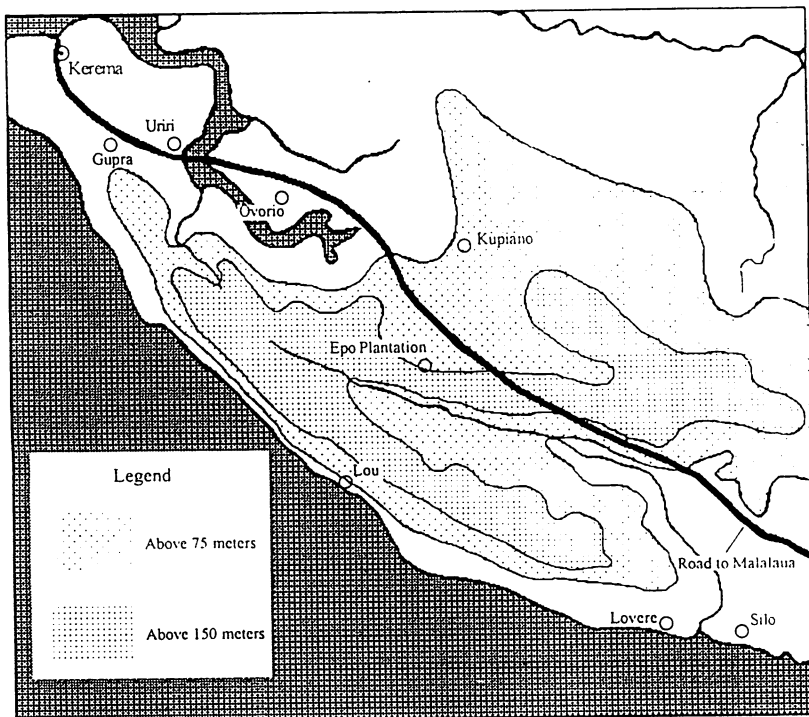 Kerema
Uriri
Gupra
Ovorio
Kupiano
Epo Plantation
Legend
Lou
Above 75 meters
Road to Malalaua
Above 150 meters
Lovere
Silo